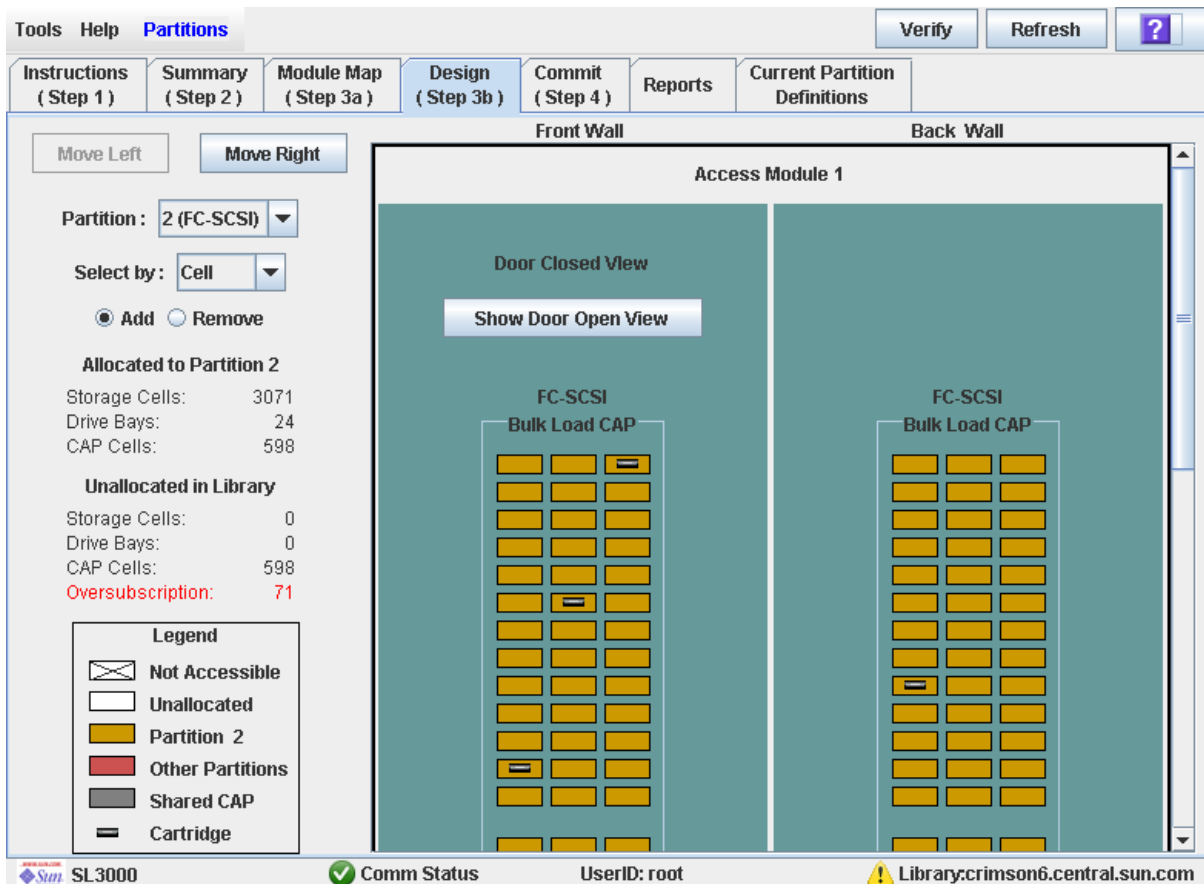 Tools Help Partitions
Verify
Refresh
?
Instructions
( Step 1 )
Summary
( Step 2 )
Module Map
( Step 3a )
Design
( Step 3b )
Commit
( Step 4 )
Reports
Current Partition
Definitions
Move Left
Move Right
Partition : 2 (FC-SCSI)
Select by : Cell
Add Remove
Allocated to Partition 2
Storage Cells: 3071
Drive Bays: 24
CAP Cells: 598
Unallocated in Library
Storage Cells: 0
Drive Bays: 0
CAP Cells: 598
Oversubscription: 71
Legend
Not Accessible
Unallocated
Partition 2
Other Partitions
Shared CAP
Cartridge
Front Wall
Back Wall
Access Module 1
Door Closed View
Show Door Open View
FC-SCSI
Bulk Load CAP
FC-SCSI
Bulk Load CAP
Sun SL3000
Comm Status
UserID: root
Library:crimson6.central.sun.com